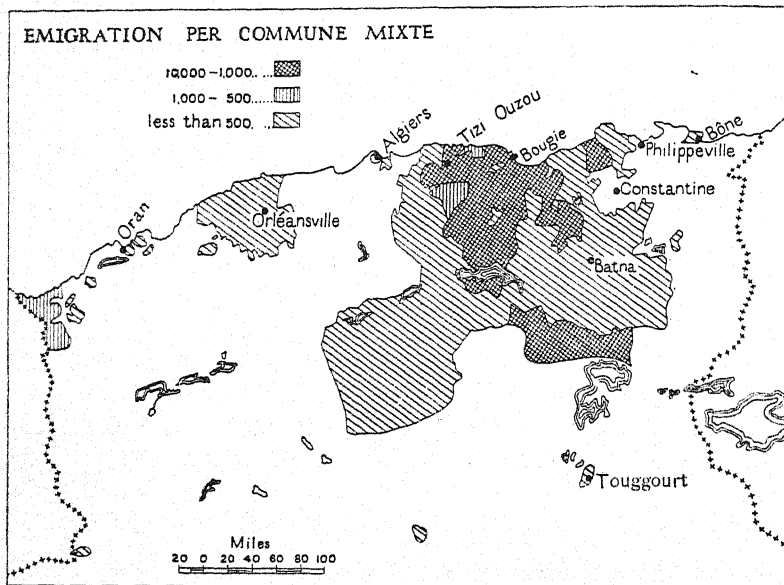 EMIGRATION PER COMMUNE MIXTE
10,000-1,000.. ...
1,000- 500......
less than 500. ..
Algiers
Tizi Ouzou
Bougie
Bône
Philippeville
Constantine
Oran
Orléansville
Batna
Touggourt
Miles
20 0 20 40 60 80 100